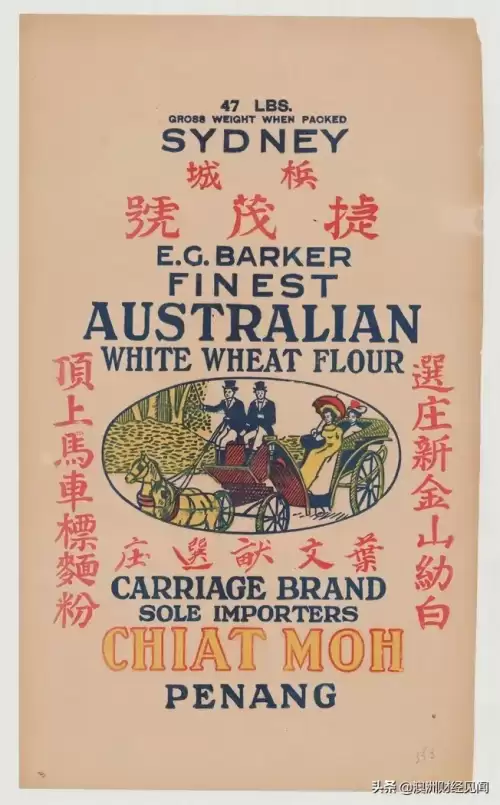 47 LBS.
GROSS WEIGHT WHEN PACKED
SYDNEY
梹城
捷茂號
E.G. BARKER
FINEST
AUSTRALIAN
WHITE WHEAT FLOUR
選庄新金山幼白
頂上馬車標麵粉
葉文猷選庄
CARRIAGE BRAND
SOLE IMPORTERS
CHIAT MOH
PENANG
头条 @澳洲财经见闻